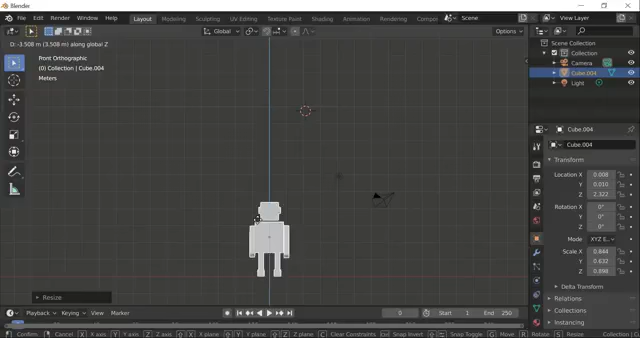 Blender
File Edit Render Window Help Layout Modeling Sculpting UV Editing Texture Paint Shading Animation Rendering Compo Scene View Layer
Global Options
D: -3.508 m (3.508 m) along global Z
Front Orthographic
(0) Collection | Cube.004
Meters
Scene Collection
Collection
Camera
Cube.004
Light
Cube.004
Cube.004
Transform
Location X 0.008
Y 0.010
Z 2.322
Rotation X 0°
Y 0°
Z 0°
Mode XYZ E...
Scale X 0.844
Y 0.632
Z 0.898
Delta Transform
Relations
Collections
Instancing
Resize
Playback Keying View Marker 0 Start 1 End 250
Confirm Cancel X X axis Y Y axis Z Z axis X X plane Y Y plane Z Z plane C Clear Constraints Snap Invert Snap Toggle G Move R Rotate S Resize